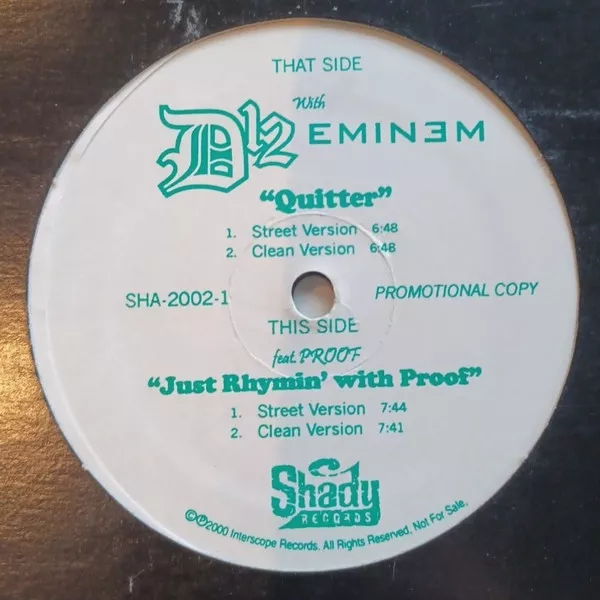 THAT SIDE
With
D12 EMINƎM
“Quitter”
1. Street Version 6:48
2. Clean Version 6:48
SHA-2002-1 PROMOTIONAL COPY
THIS SIDE
feat. PROOF
“Just Rhymin’ with Proof”
1. Street Version 7:44
2. Clean Version 7:41
Shady
RECORDS
©℗2000 Interscope Records. All Rights Reserved. Not For Sale.